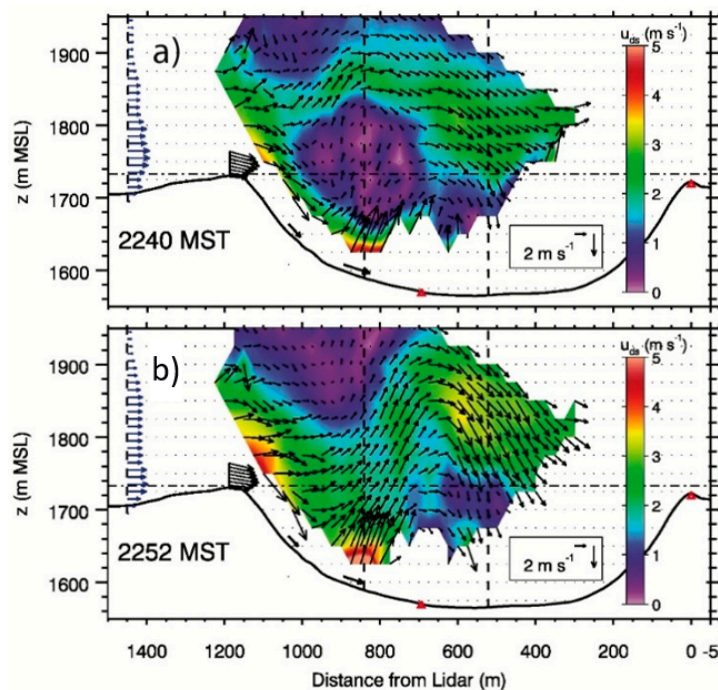 a)
u_ds (m s⁻¹)
1900
1800
1700
1600
z (m MSL)
5
4
3
2
1
0
2240 MST
2 m s⁻¹
b)
u_ds (m s⁻¹)
1900
1800
1700
1600
z (m MSL)
5
4
3
2
1
0
2252 MST
2 m s⁻¹
1400 1200 1000 800 600 400 200 0 -5
Distance from Lidar (m)